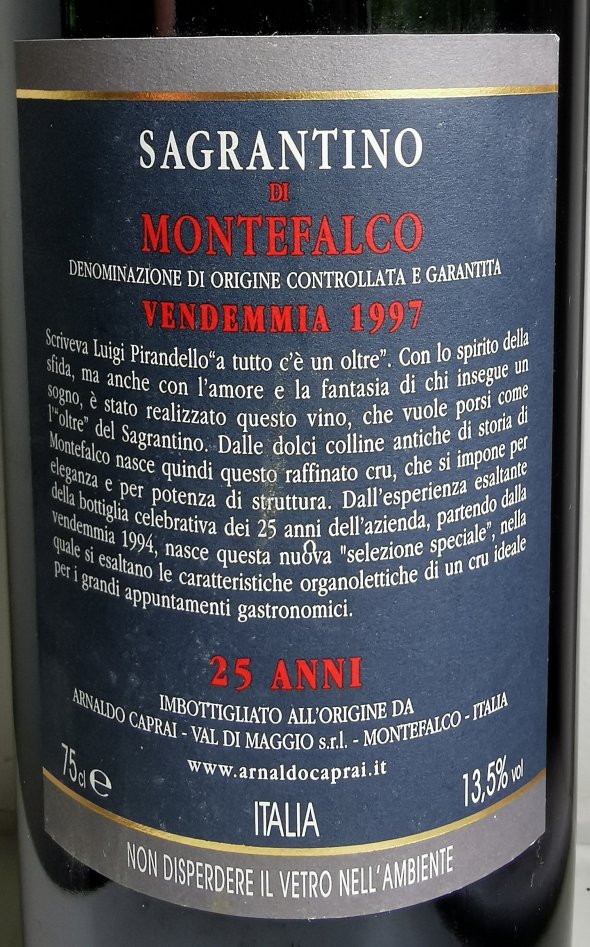 SAGRANTINO
DI
MONTEFALCO
DENOMINAZIONE DI ORIGINE CONTROLLATA E GARANTITA
VENDEMMIA 1997
Scriveva Luigi Pirandello“a tutto c’è un oltre”. Con lo spirito della
sfida, ma anche con l’amore e la fantasia di chi insegue un
sogno, è stato realizzato questo vino, che vuole porsi come
l’“oltre” del Sagrantino. Dalle dolci colline antiche di storia di
Montefalco nasce quindi questo raffinato cru, che si impone per
eleganza e per potenza di struttura. Dall’esperienza esaltante
della bottiglia celebrativa dei 25 anni dell’azienda, partendo dalla
vendemmia 1994, nasce questa nuova "selezione speciale", nella
quale si esaltano le caratteristiche organolettiche di un cru ideale
per i grandi appuntamenti gastronomici.
25 ANNI
IMBOTTIGLIATO ALL’ORIGINE DA
ARNALDO CAPRAI - VAL DI MAGGIO s.r.l. - MONTEFALCO - ITALIA
www.arnaldocaprai.it
75cl e 13,5% vol
ITALIA
NON DISPERDERE IL VETRO NELL’AMBIENTE